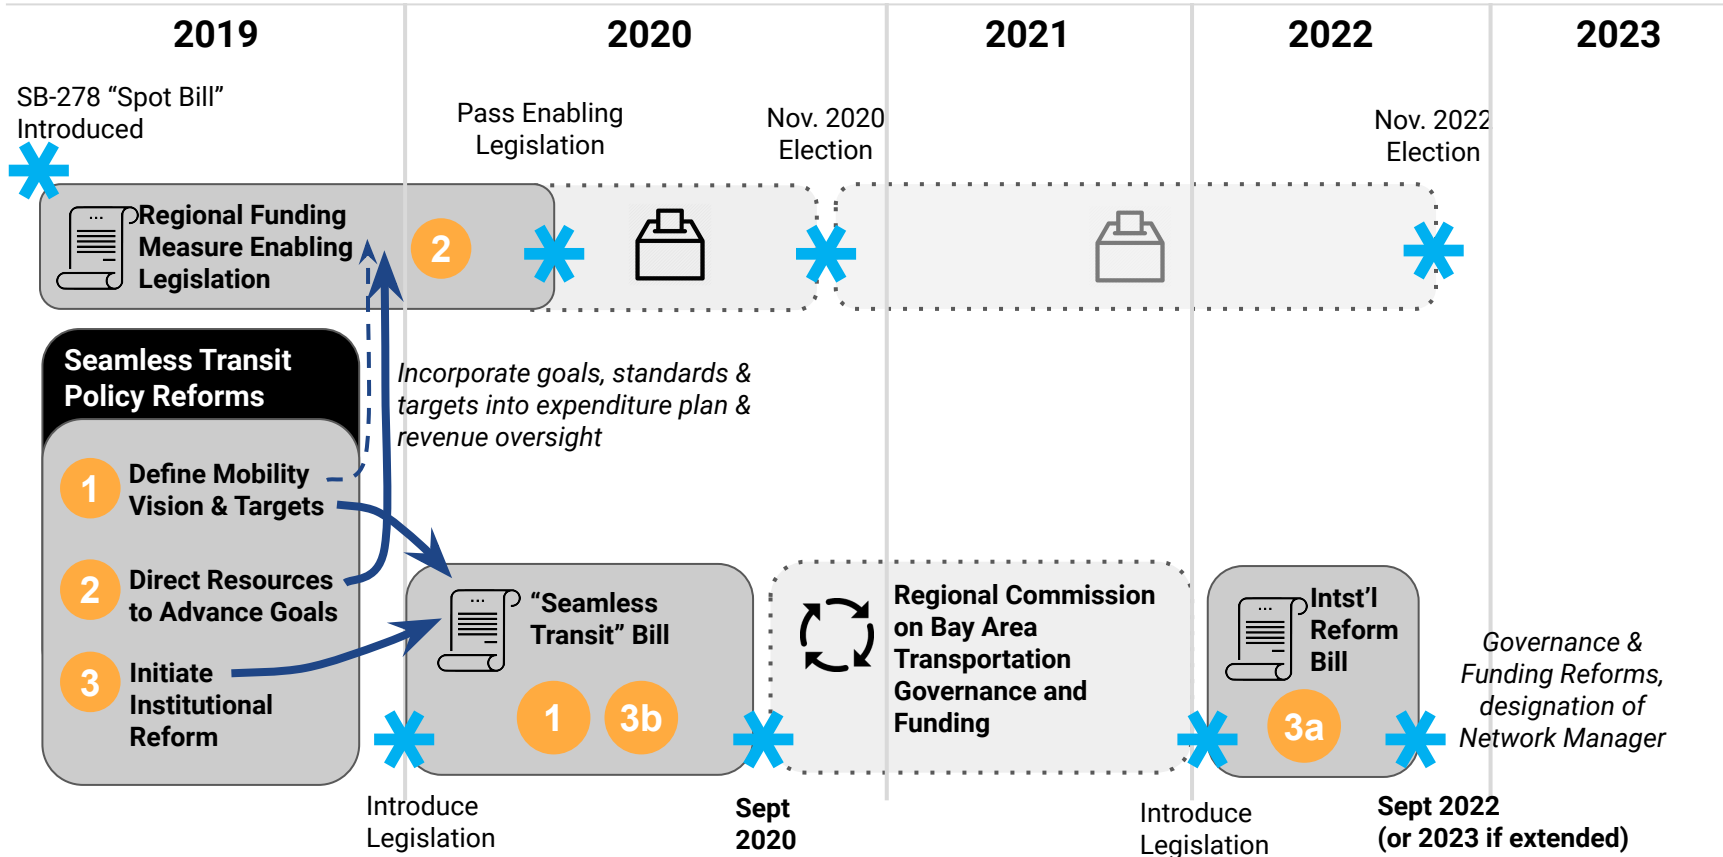 2019
2020
2021
2022
2023
SB-278 “Spot Bill”
Introduced
Pass Enabling
Legislation
Nov. 2020
Election
Nov. 2022
Election
Regional Funding
Measure Enabling
Legislation
2
Seamless Transit
Policy Reforms
Incorporate goals, standards &
targets into expenditure plan &
revenue oversight
1
Define Mobility
Vision & Targets
2
Direct Resources
to Advance Goals
3
Initiate
Institutional
Reform
“Seamless
Transit” Bill
1
3b
Regional Commission
on Bay Area
Transportation
Governance and
Funding
Intst’l
Reform
Bill
3a
Governance &
Funding Reforms,
designation of
Network Manager
Introduce
Legislation
Sept
2020
Introduce
Legislation
Sept 2022
(or 2023 if extended)